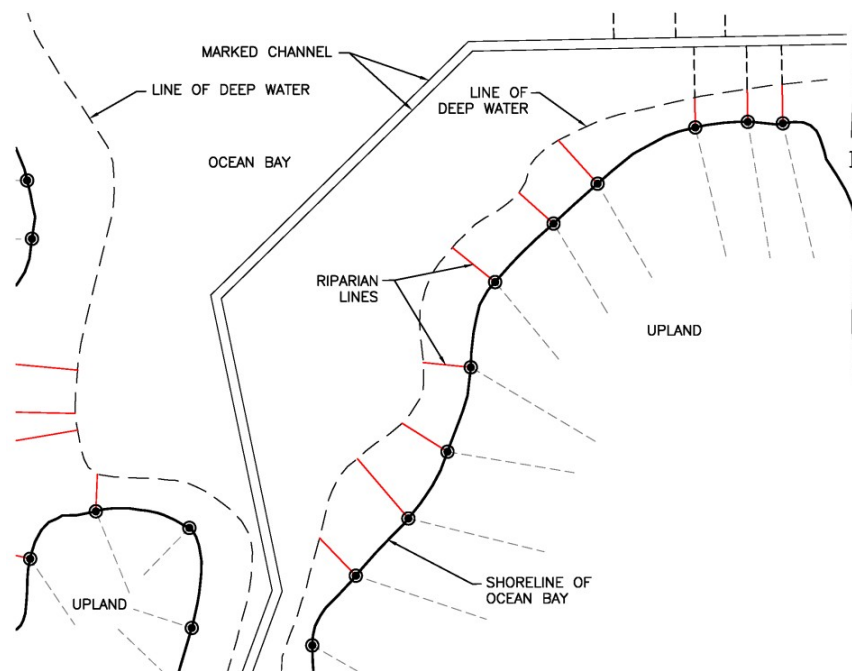 MARKED CHANNEL
LINE OF DEEP WATER
LINE OF
DEEP WATER
OCEAN BAY
RIPARIAN
LINES
UPLAND
SHORELINE OF
OCEAN BAY
UPLAND